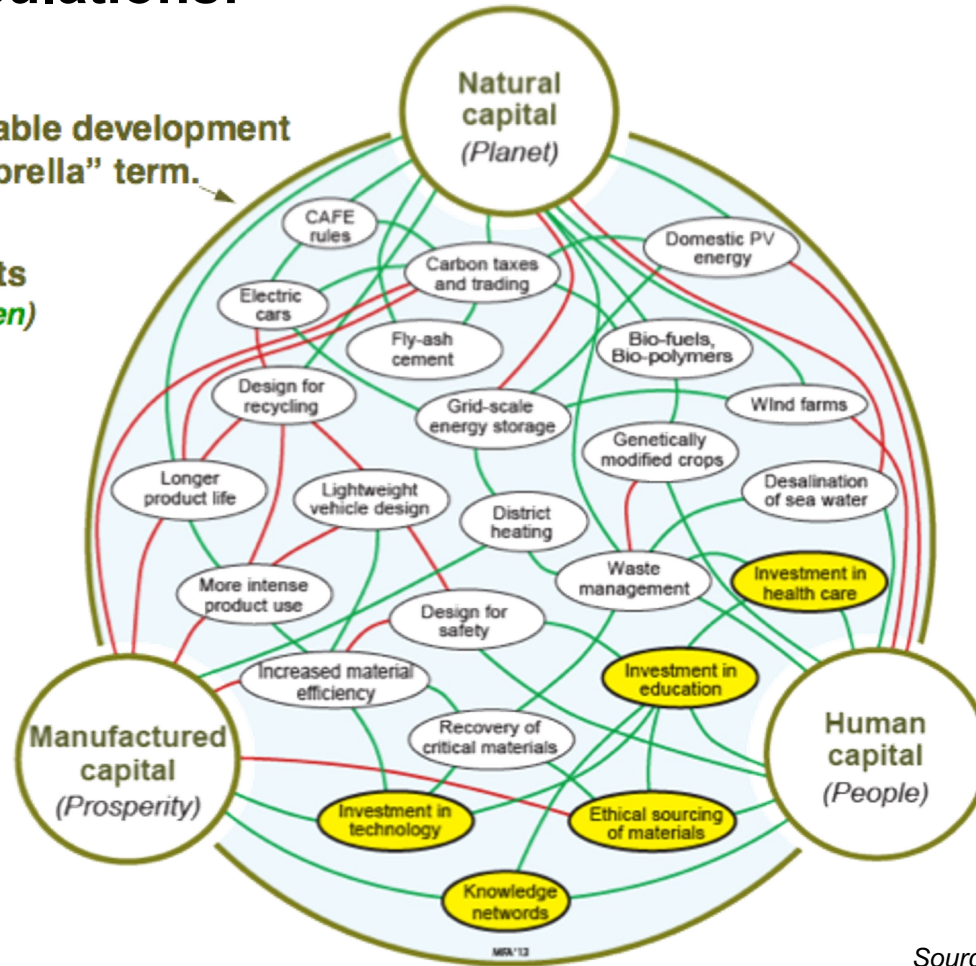 Natural
capital
(Planet)
able development
brella” term.
ts
en)
CAFE
rules
Domestic PV
energy
Carbon taxes
and trading
Electric
cars
Fly-ash
cement
Bio-fuels,
Bio-polymers
Design for
recycling
Grid-scale
energy storage
WInd farms
Genetically
modified crops
Longer
product life
Lightweight
vehicle design
Desalination
of sea water
District
heating
More intense
product use
Waste
management
Investment in
health care
Design for
safety
Increased material
efficiency
Investment in
education
Recovery of
critical materials
Manufactured
capital
(Prosperity)
Human
capital
(People)
Investment in
technology
Ethical sourcing
of materials
Knowledge
networks
MFA'13
Sourc